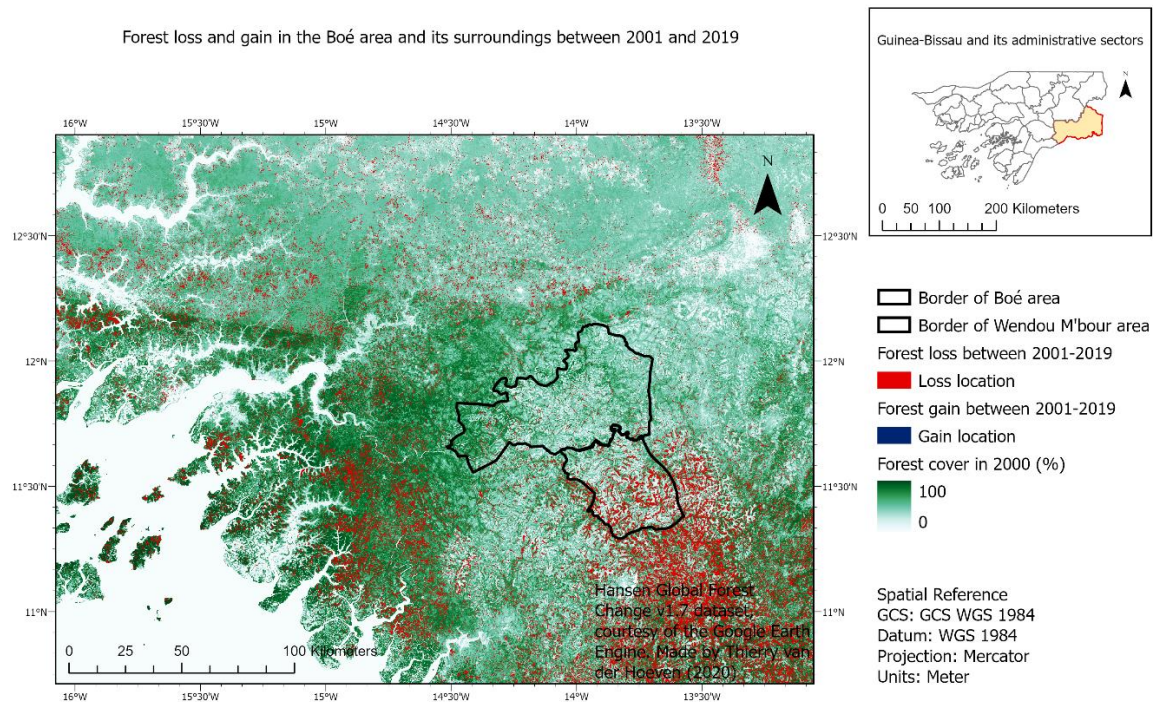 Forest loss and gain in the Boé area and its surroundings between 2001 and 2019
Guinea-Bissau and its administrative sectors
N
0 50 100 200 Kilometers
16°W 15°30'W 15°W 14°30'W 14°W 13°30'W
N
12°30'N 12°30'N
12°N 12°N
11°30'N 11°30'N
11°N 11°N
Hansen Global Forest
Change v1.7 dataset,
courtesy of the Google Earth
Engine. Made by Thierry van
der Hoeven (2020)
0 25 50 100 Kilometers
16°W 15°30'W 15°W 14°30'W 14°W 13°30'W
Border of Boé area
Border of Wendou M'bour area
Forest loss between 2001-2019
Loss location
Forest gain between 2001-2019
Gain location
Forest cover in 2000 (%)
100
0
Spatial Reference
GCS: GCS WGS 1984
Datum: WGS 1984
Projection: Mercator
Units: Meter